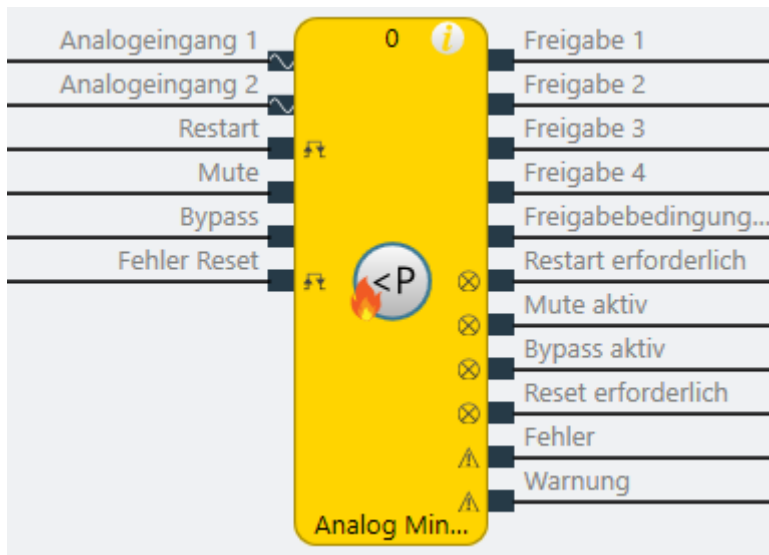 Analogeingang 1
Analogeingang 2
Restart
Mute
Bypass
Fehler Reset
0
i
<P
Analog Min...
Freigabe 1
Freigabe 2
Freigabe 3
Freigabe 4
Freigabebedingung...
Restart erforderlich
Mute aktiv
Bypass aktiv
Reset erforderlich
Fehler
Warnung